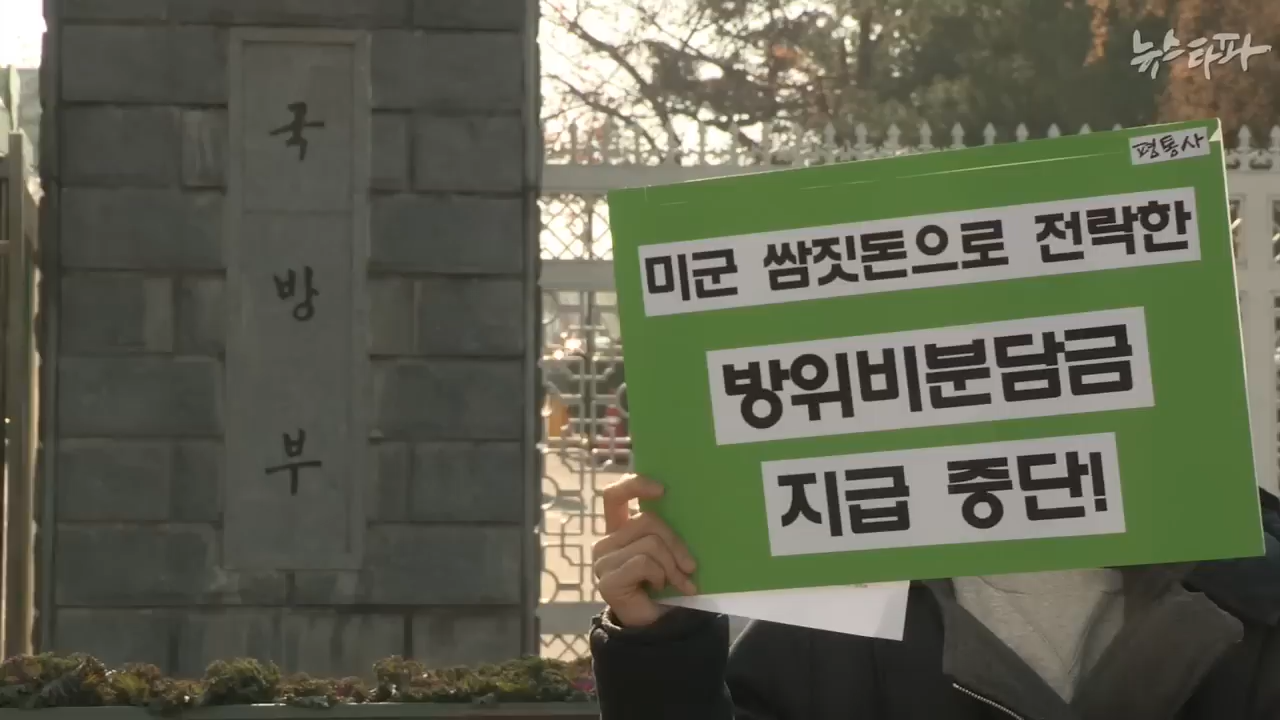 국방부
뉴스타파
평통사
미군 쌈짓돈으로 전락한
방위비분담금
지급 중단!